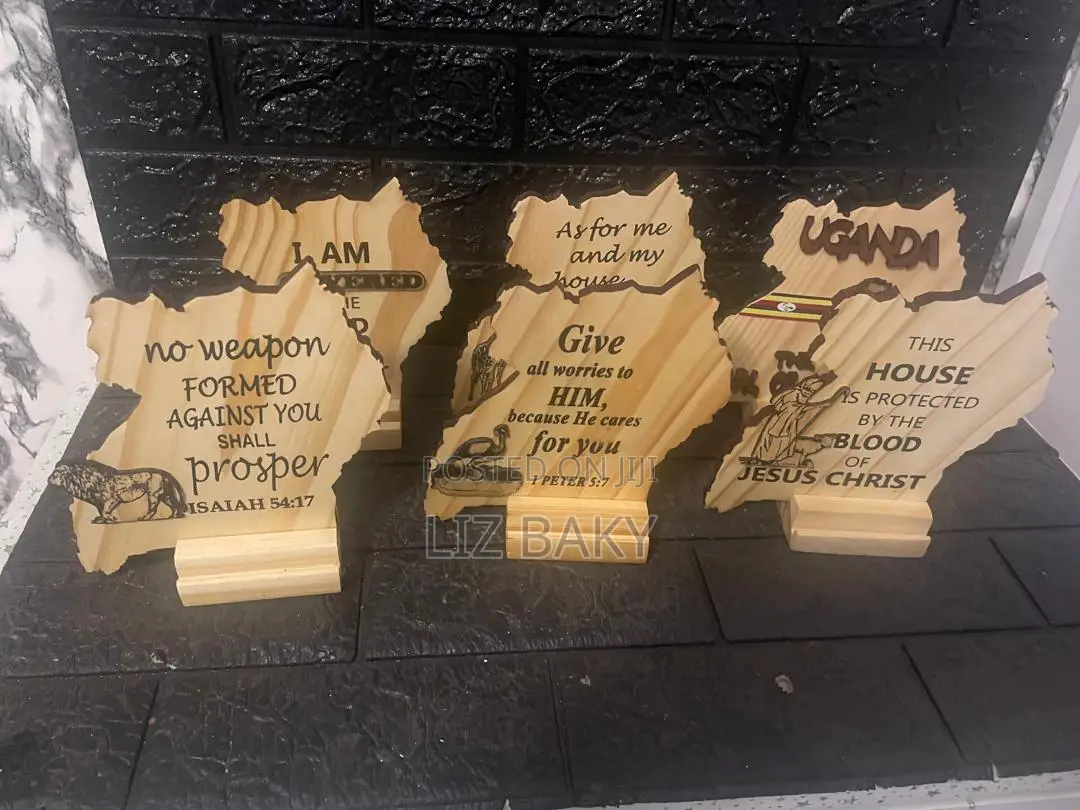 I AM
As for me
and my
house
UGANDA
no weapon
FORMED
AGAINST YOU
SHALL
prosper
ISAIAH 54:17
Give
all worries to
HIM,
because He cares
for you
1 PETER 5:7
THIS
HOUSE
IS PROTECTED
BY THE
BLOOD
OF
JESUS CHRIST
POSTED ON JIJI
LIZ BAKY